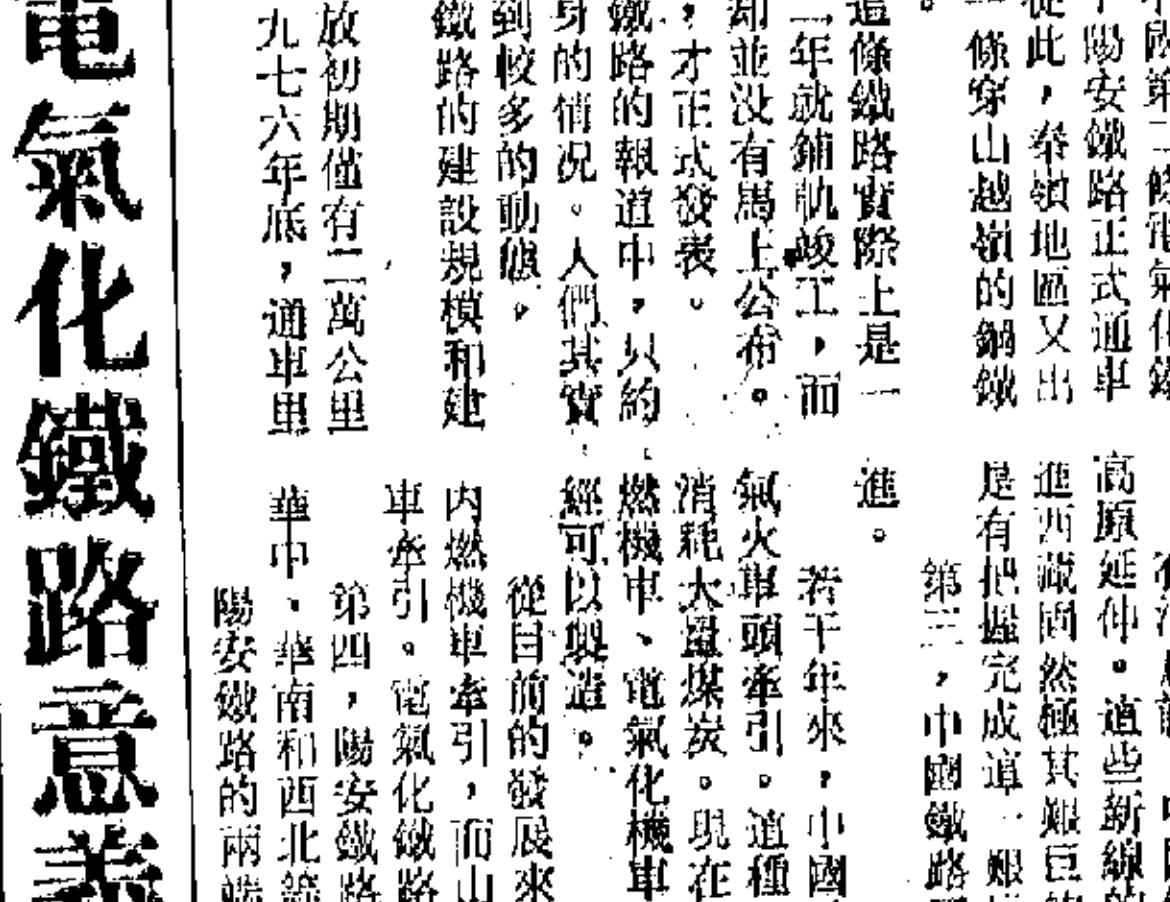 陽安鐵路正式通車
從此，秦嶺地區又出
一條穿山越嶺的鋼鐵
。
這條鐵路實際上是一
二年就鋪軌竣工，而
却並没有馬上公布。
，才正式發表。
鐵路的報道中，只約
身的情况。人們其實
到較多的動態，
鐵路的建設規模和建
放初期僅有二萬公里
九七六年底，通車里
高原延伸。這些新線的
進西藏固然極其艱巨
是有把握完成這一艱
第三，中國鐵路
進。
若干年來，中國
氣火車頭牽引。這種
消耗大量煤炭。現在
燃機車、電氣化機車
經可以製造。
從目前的發展來
内燃機車牽引，而山
車牽引。電氣化鐵路
第四，陽安鐵路
華中、華南和西北
陽安鐵路的兩端
電氣化鐵路意義